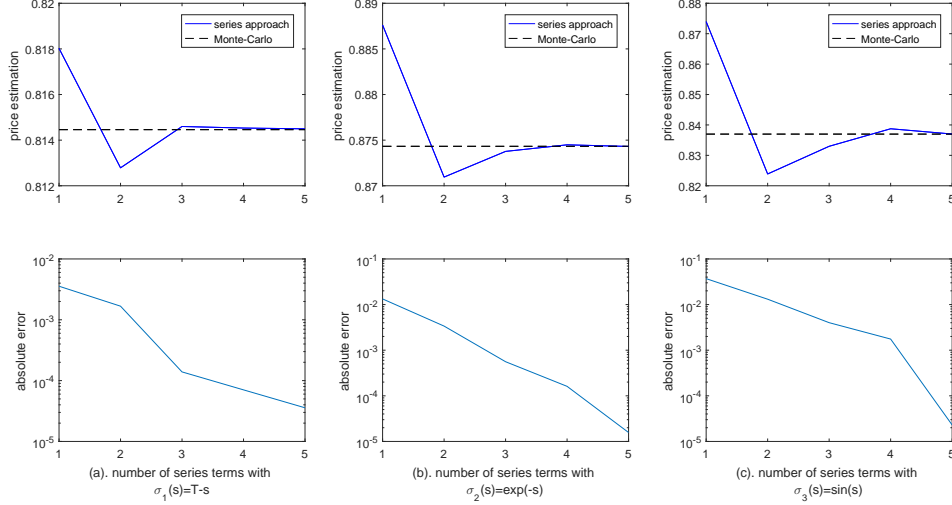 0.82
0.818
0.816
0.814
0.812
price estimation
series approach
Monte-Carlo
1 2 3 4 5
0.89
0.885
0.88
0.875
0.87
price estimation
series approach
Monte-Carlo
1 2 3 4 5
0.88
0.87
0.86
0.85
0.84
0.83
0.82
price estimation
series approach
Monte-Carlo
1 2 3 4 5
10^-2
10^-3
10^-4
10^-5
absolute error
1 2 3 4 5
(a). number of series terms with
σ_1(s)=T-s
10^-1
10^-2
10^-3
10^-4
10^-5
absolute error
1 2 3 4 5
(b). number of series terms with
σ_2(s)=exp(-s)
10^-1
10^-2
10^-3
10^-4
10^-5
absolute error
1 2 3 4 5
(c). number of series terms with
σ_3(s)=sin(s)